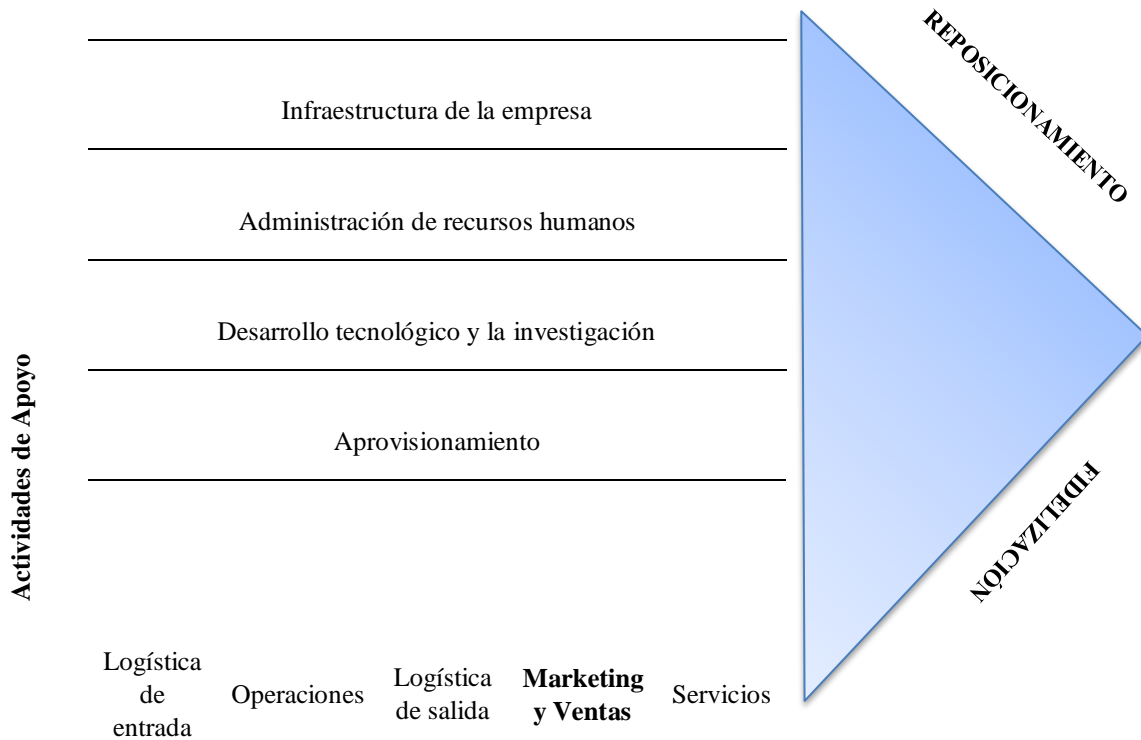 REPOSICIONAMIENTO
Infraestructura de la empresa
Administración de recursos humanos
Desarrollo tecnológico y la investigación
Aprovisionamiento
Actividades de Apoyo
FIDELIZACIÓN
Logística
de
entrada
Operaciones
Logística
de salida
Marketing
y Ventas
Servicios